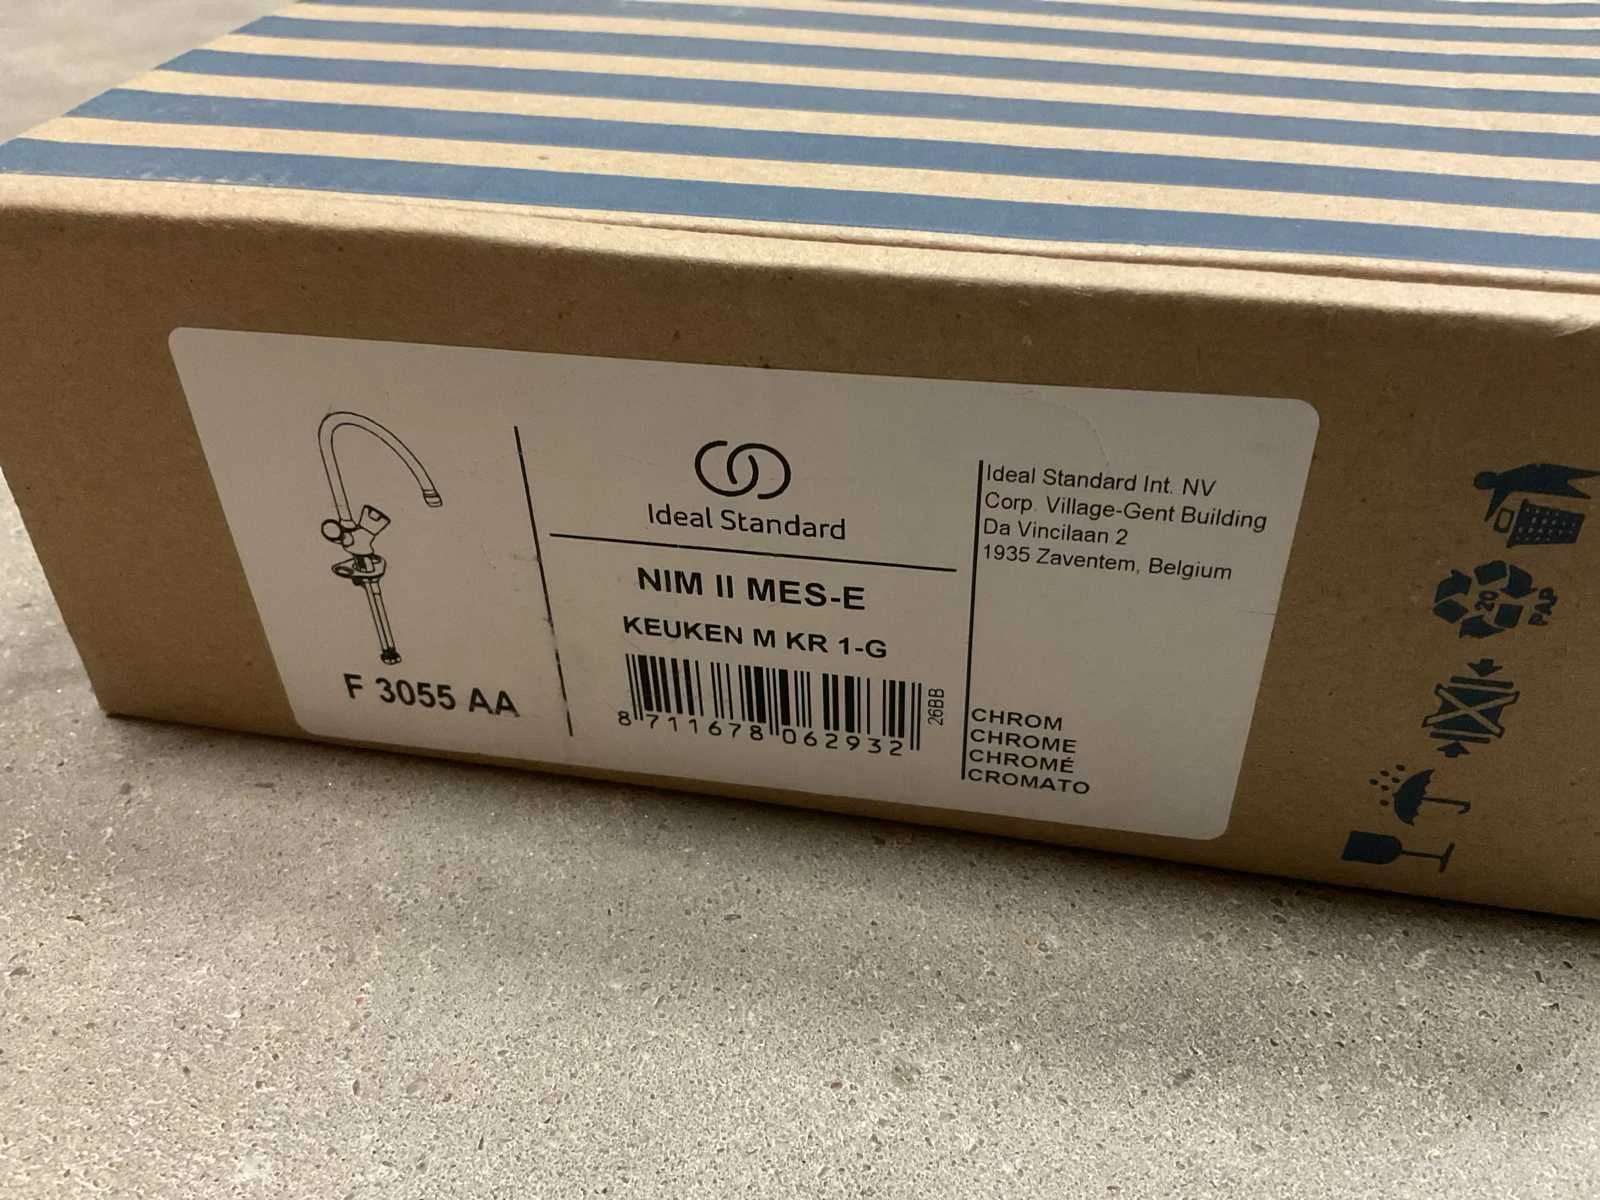 F 3055 AA
Ideal Standard
NIM II MES-E
KEUKEN M KR 1-G
8 711678 062932
26BB
Ideal Standard Int. NV
Corp. Village-Gent Building
Da Vincilaan 2
1935 Zaventem, Belgium
CHROM
CHROME
CHROMÉ
CROMATO
20
PAP